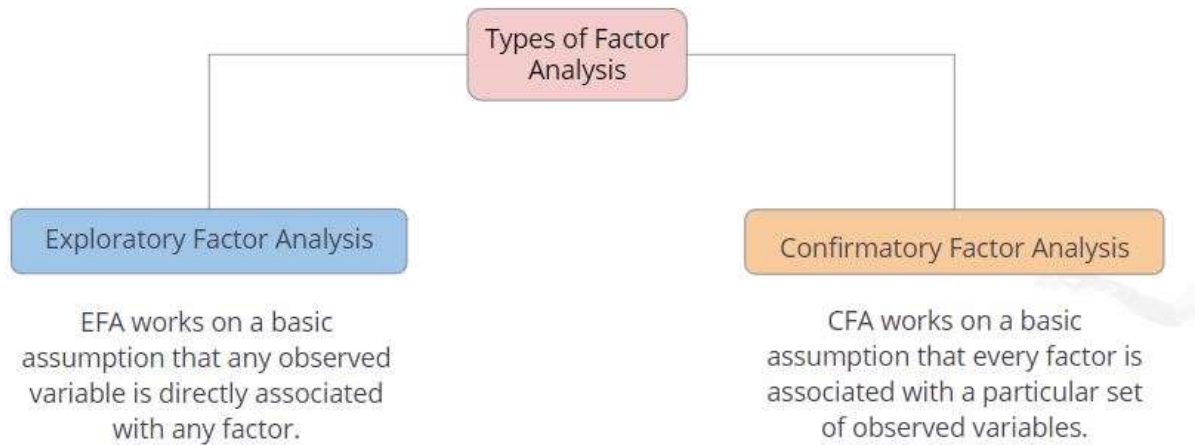 Types of Factor
Analysis
Exploratory Factor Analysis
Confirmatory Factor Analysis
EFA works on a basic
assumption that any observed
variable is directly associated
with any factor.
CFA works on a basic
assumption that every factor is
associated with a particular set
of observed variables.